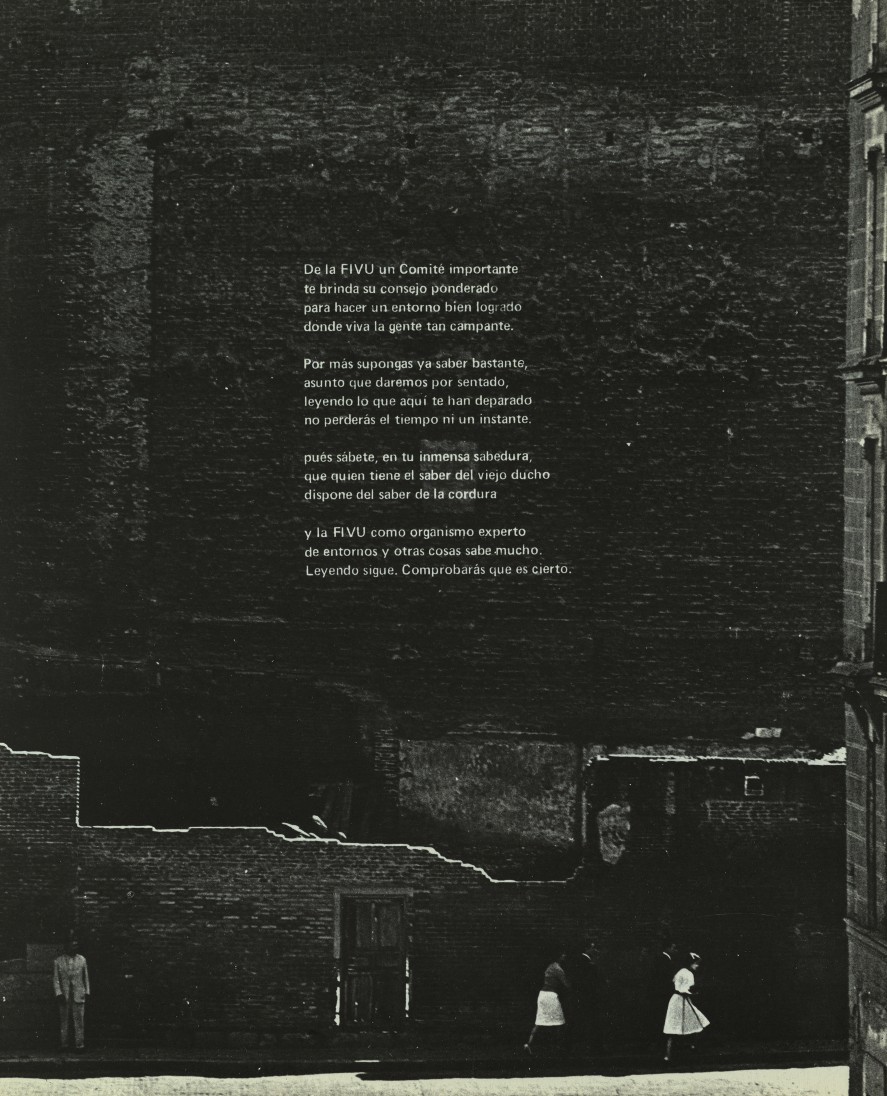 De la FIVU un Comité importante
te brinda su consejo ponderado
para hacer un entorno bien logrado
donde viva la gente tan campante.
Por más supongas ya saber bastante,
asunto que daremos por sentado,
leyendo lo que aquí te han deparado
no perderás el tiempo ni un instante.
pués sábete, en tu inmensa sabedura,
que quien tiene el saber del viejo ducho
dispone del saber de la cordura
y la FIVU como organismo experto
de entornos y otras cosas sabe mucho.
Leyendo sigue. Comprobarás que es cierto.